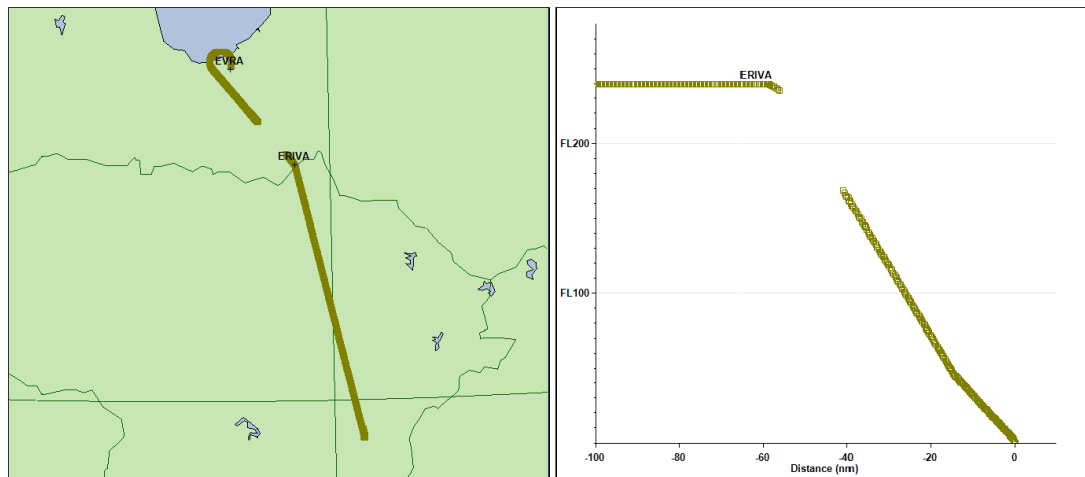 EVRA
ERIVA
ERIVA
FL200
FL100
-100
-80
-60
-40
-20
0
Distance (nm)